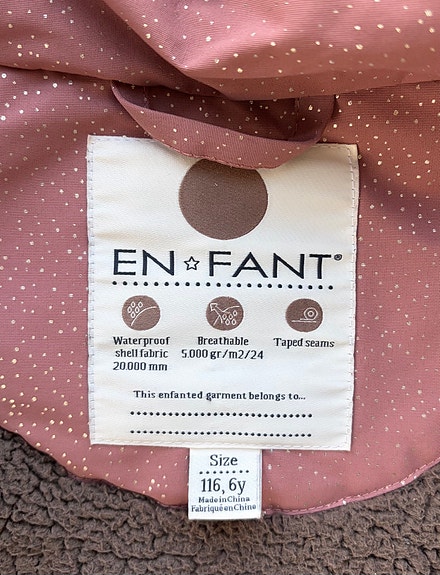 EN☆FANT®
Waterproof
shell fabric
20.000 mm
Breathable
5.000 gr/m2/24
Taped seams
This enfanted garment belongs to...
Size
116, 6y
Made in China
Fabriqué en Chine